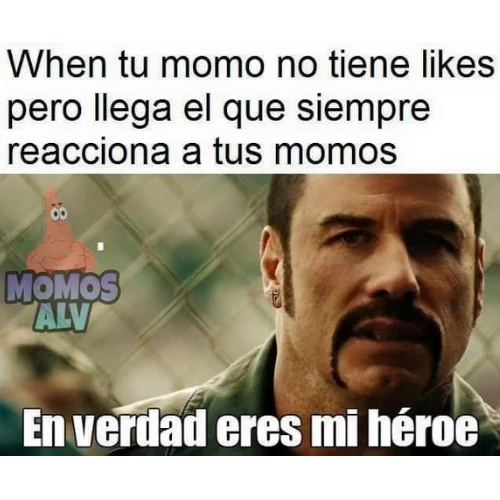 When tu momo no tiene likes
pero llega el que siempre
reacciona a tus momos
MOMOS
ALV
En verdad eres mi héroe